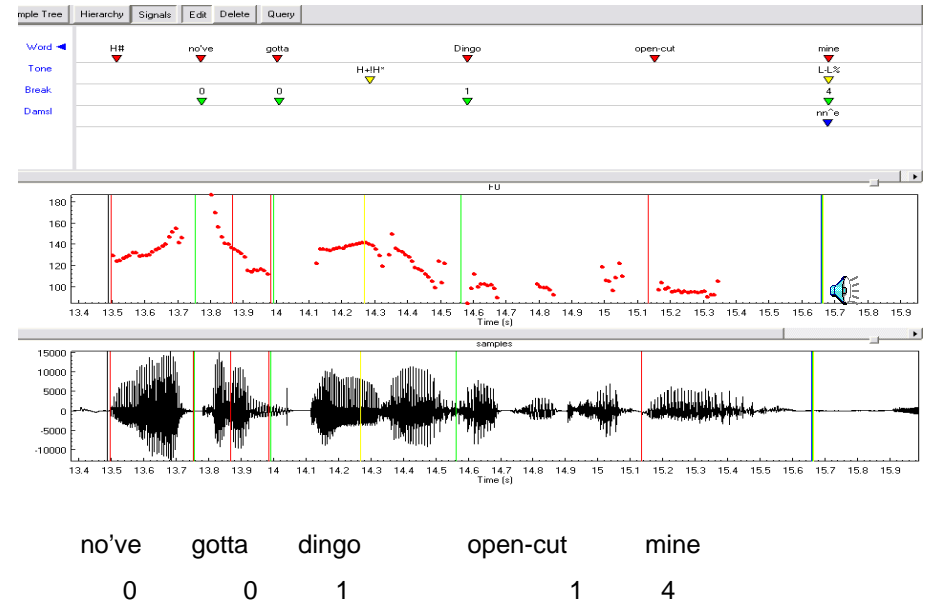 mple Tree Hierarchy Signals Edit Delete Query
Word H# no've gotta Dingo open-cut mine
Tone H+!H* L-L%
Break 0 0 1 4
Damsl nn^e
F0
180
160
140
120
100
13.4 13.5 13.6 13.7 13.8 13.9 14 14.1 14.2 14.3 14.4 14.5 14.6 14.7 14.8 14.9 15 15.1 15.2 15.3 15.4 15.5 15.6 15.7 15.8 15.9
Time (s)
samples
15000
10000
5000
0
-5000
-10000
13.4 13.5 13.6 13.7 13.8 13.9 14 14.1 14.2 14.3 14.4 14.5 14.6 14.7 14.8 14.9 15 15.1 15.2 15.3 15.4 15.5 15.6 15.7 15.8 15.9
Time (s)
no've gotta dingo open-cut mine
0 0 1 1 4